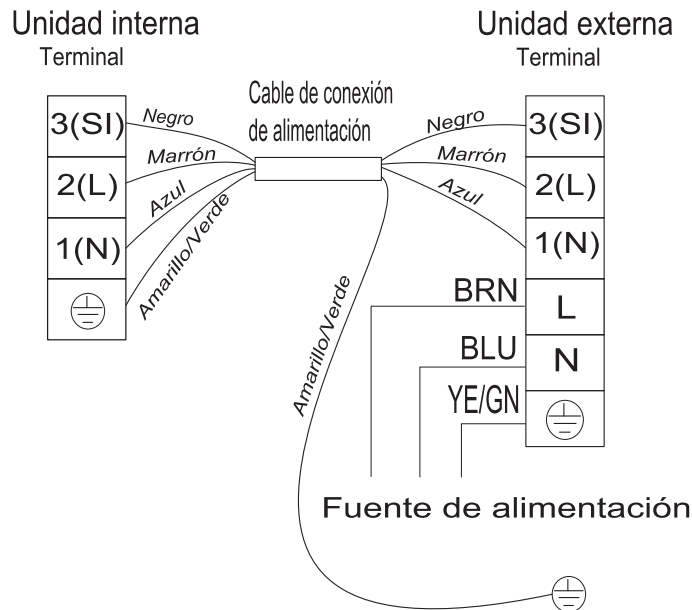 Unidad interna
Terminal
Unidad externa
Terminal
Cable de conexión
de alimentación
3(SI)
Negro
2(L)
Marrón
1(N)
Azul
Amarillo/Verde
Negro
3(SI)
Marrón
2(L)
Azul
1(N)
Amarillo/Verde
BRN
L
BLU
N
YE/GN
Fuente de alimentación